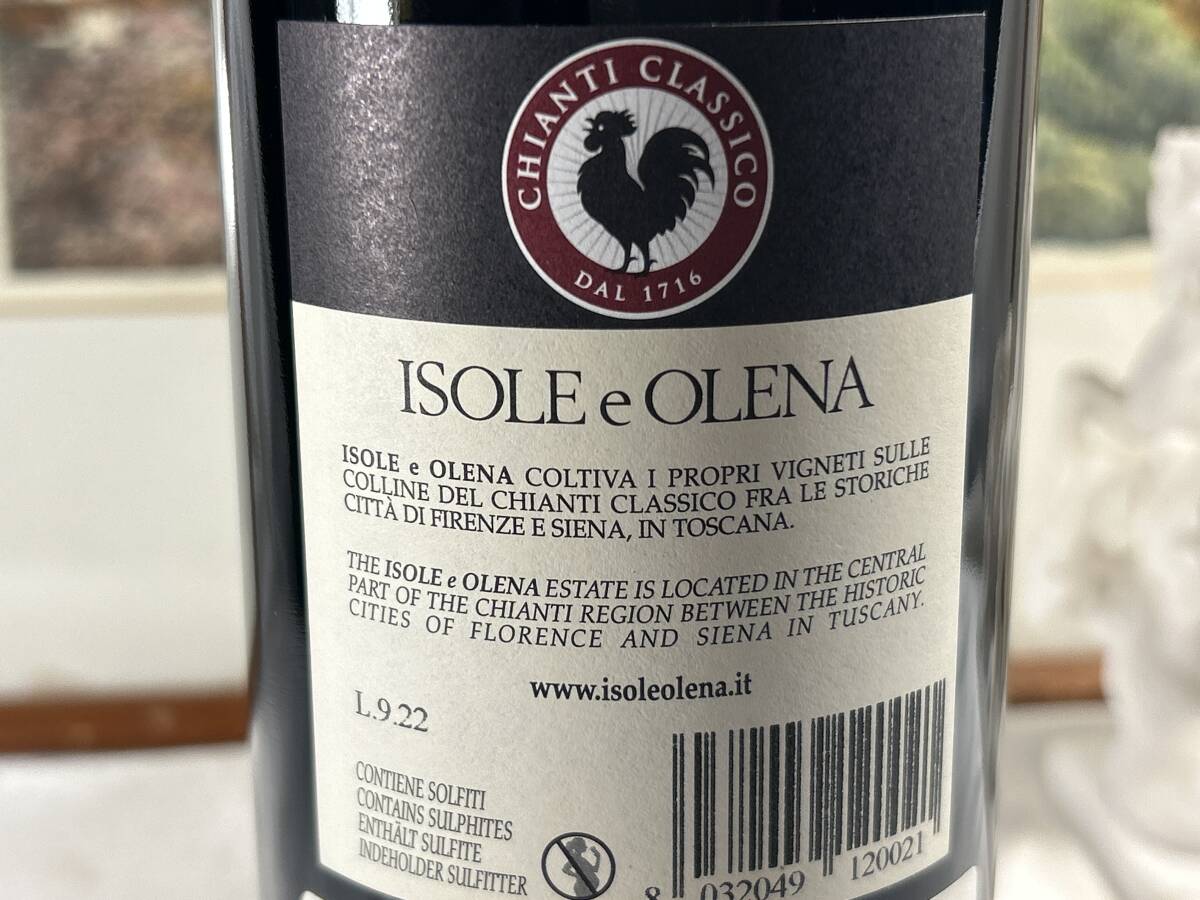 CHIANTI CLASSICO
DAL 1716
ISOLE e OLENA
ISOLE e OLENA COLTIVA I PROPRI VIGNETI SULLE
COLLINE DEL CHIANTI CLASSICO FRA LE STORICHE
CITTÀ DI FIRENZE E SIENA, IN TOSCANA.
THE ISOLE e OLENA ESTATE IS LOCATED IN THE CENTRAL
PART OF THE CHIANTI REGION BETWEEN THE HISTORIC
CITIES OF FLORENCE AND SIENA IN TUSCANY.
www.isoleolena.it
L.9.22
CONTIENE SOLFITI
CONTAINS SULPHITES
ENTHÄLT SULFITE
INDEHOLDER SULFITTER
8 032049 120021